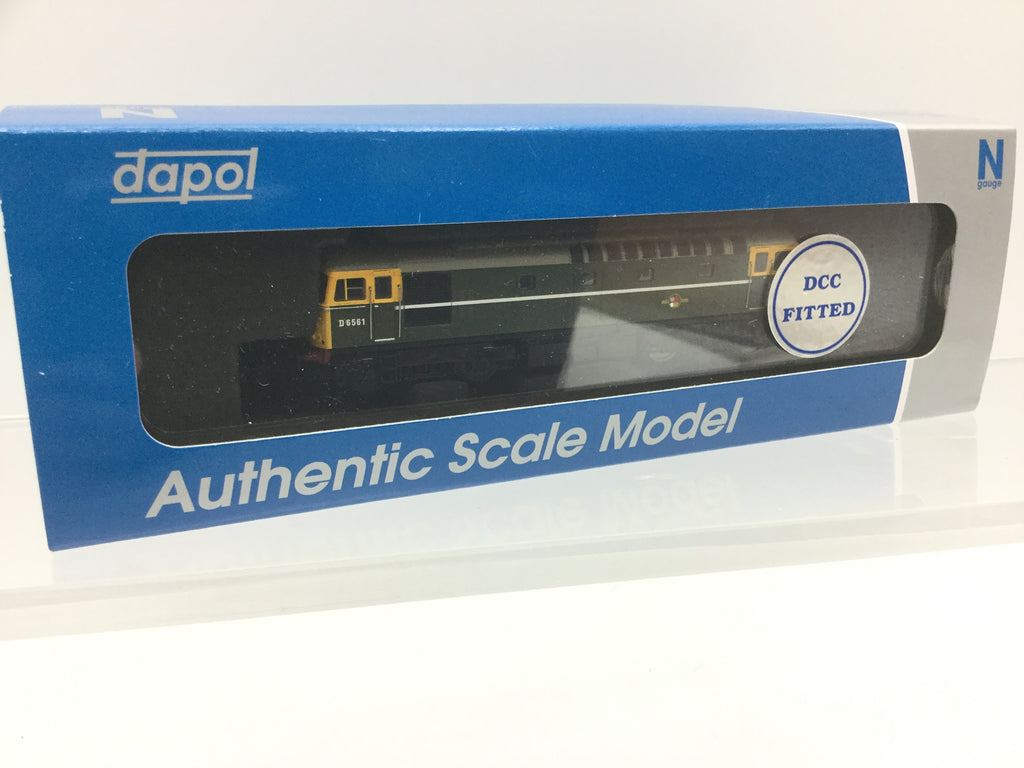 N
dapol
N
gauge
D6561
DCC
FITTED
Authentic Scale Model